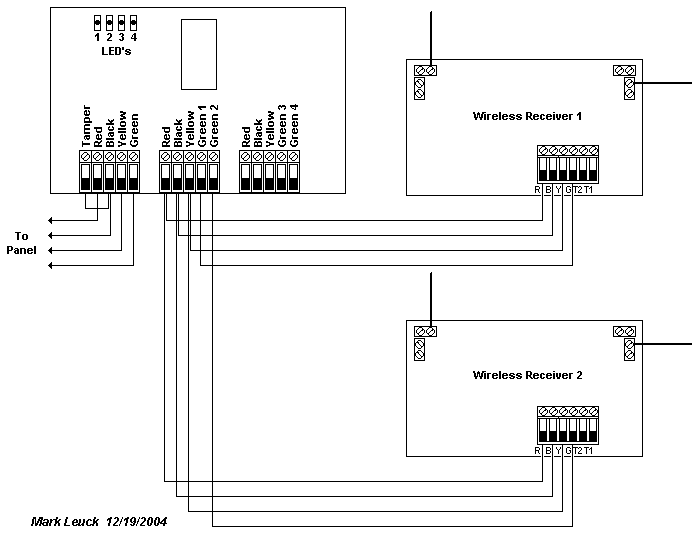 1 2 3 4
LED's
Tamper
Red
Black
Yellow
Green
Red
Black
Yellow
Green 1
Green 2
Red
Black
Yellow
Green 3
Green 4
To
Panel
Wireless Receiver 1
R B Y G T2 T1
Wireless Receiver 2
R B Y G T2 T1
Mark Leuck 12/19/2004